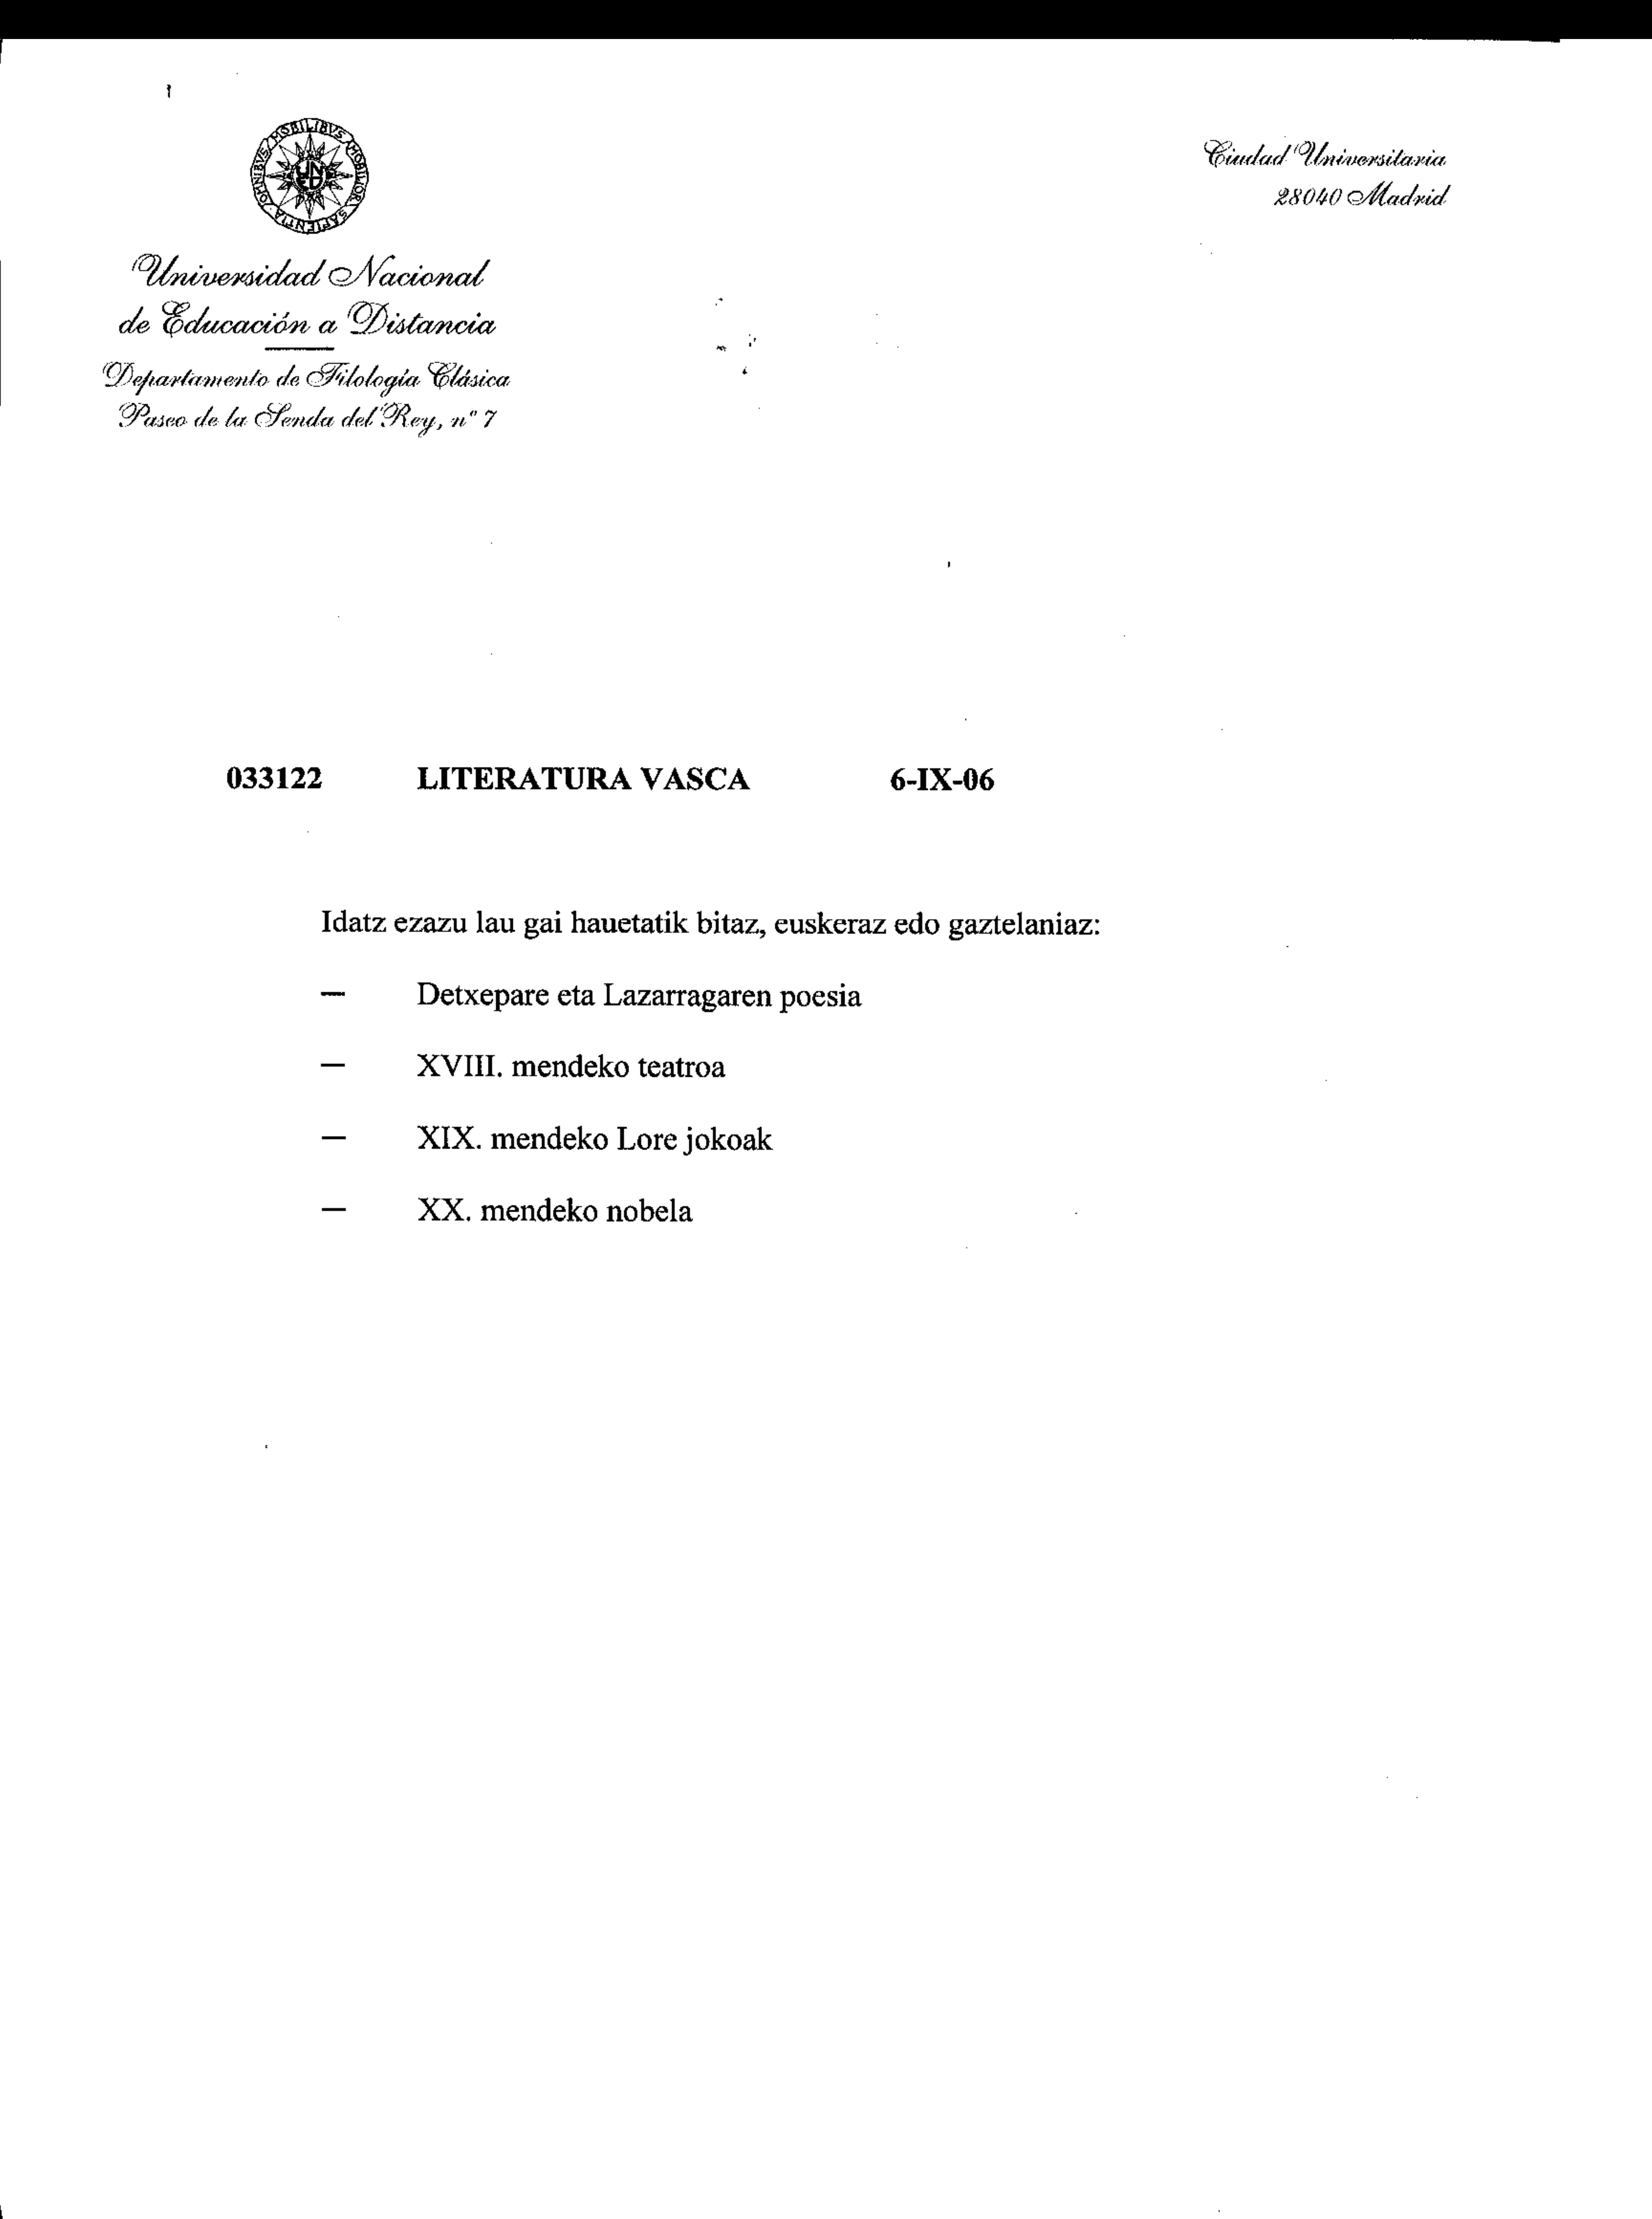 OMNIBVS MOBILIBVS MOBILIOR SAPIENTIA
UNED
Universidad Nacional
de Educación a Distancia
Departamento de Filología Clásica
Paseo de la Senda del Rey, nº 7
Ciudad Universitaria
28040 Madrid
033122 LITERATURA VASCA 6-IX-06
Idatz ezazu lau gai hauetatik bitaz, euskeraz edo gaztelaniaz:
— Detxepare eta Lazarragaren poesia
— XVIII. mendeko teatroa
— XIX. mendeko Lore jokoak
— XX. mendeko nobela